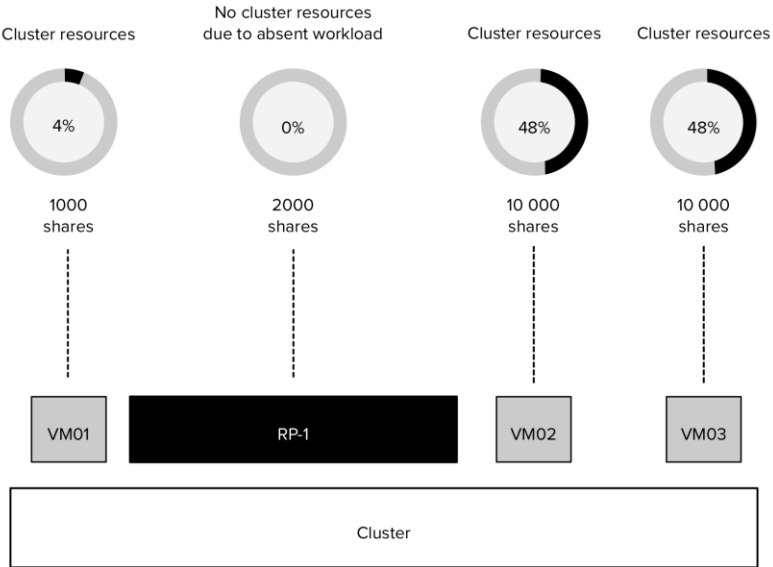 Cluster resources
No cluster resources
due to absent workload
Cluster resources
Cluster resources
4%
0%
48%
48%
1000
shares
2000
shares
10 000
shares
10 000
shares
VM01
RP-1
VM02
VM03
Cluster